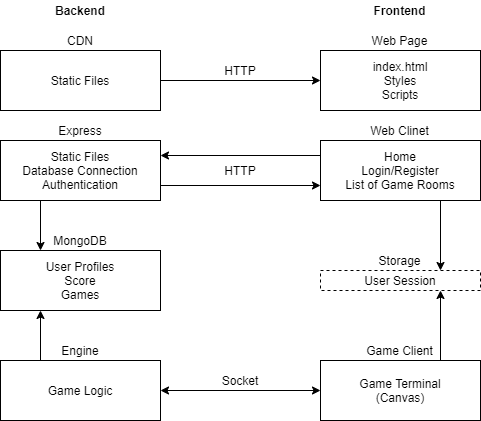 Backend
Frontend
CDN
Web Page
Static Files
HTTP
index.html
Styles
Scripts
Express
Web Clinet
Static Files
Database Connection
Authentication
HTTP
Home
Login/Register
List of Game Rooms
MongoDB
Storage
User Profiles
Score
Games
User Session
Engine
Game Client
Game Logic
Socket
Game Terminal
(Canvas)